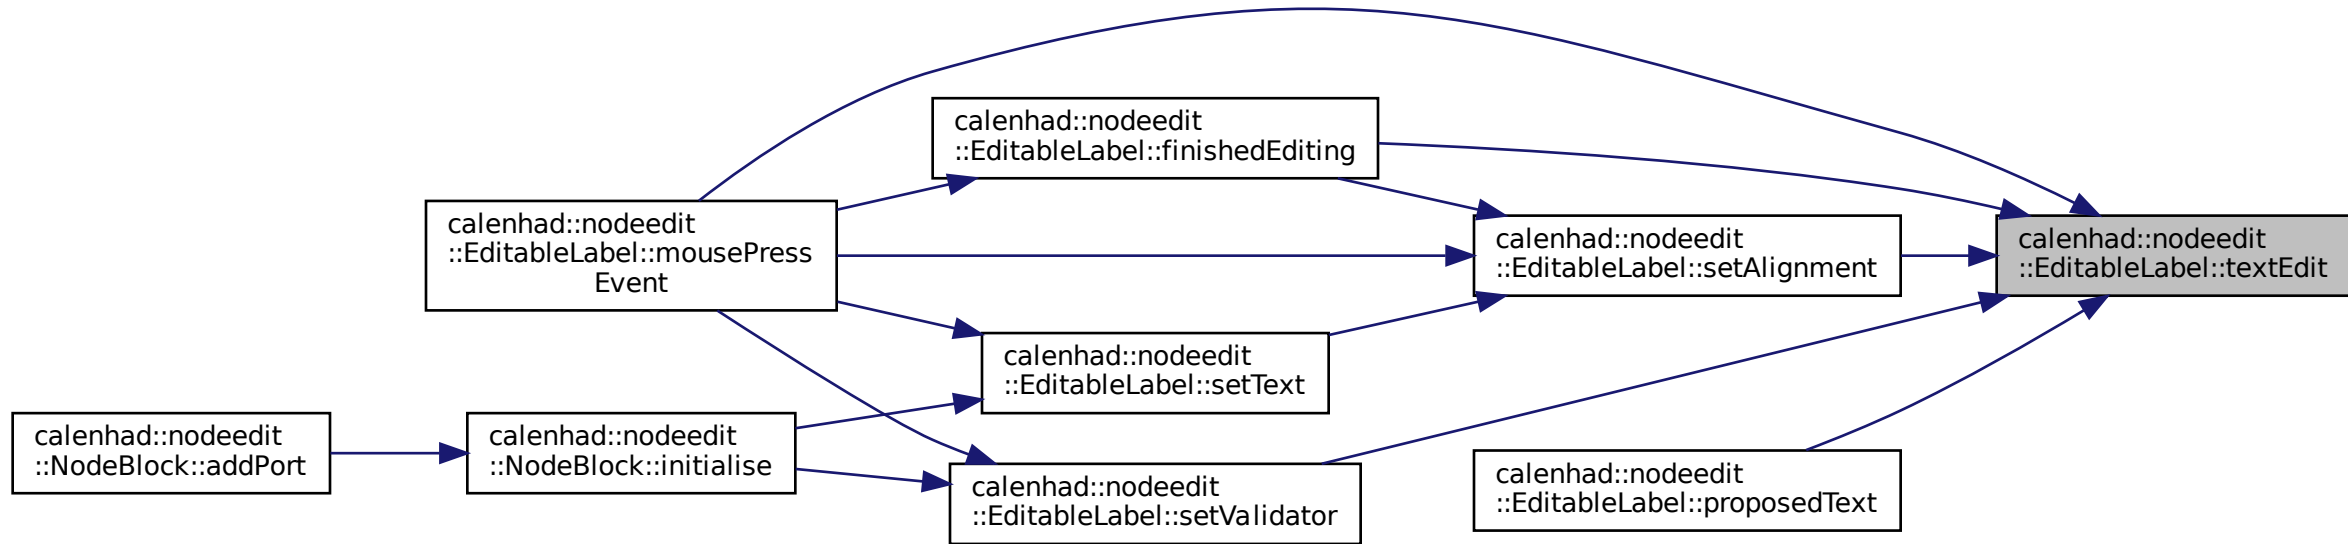 calenhad::nodeedit
::EditableLabel::finishedEditing
calenhad::nodeedit
::EditableLabel::mousePress
Event
calenhad::nodeedit
::EditableLabel::setAlignment
calenhad::nodeedit
::EditableLabel::textEdit
calenhad::nodeedit
::EditableLabel::setText
calenhad::nodeedit
::NodeBlock::addPort
calenhad::nodeedit
::NodeBlock::initialise
calenhad::nodeedit
::EditableLabel::setValidator
calenhad::nodeedit
::EditableLabel::proposedText